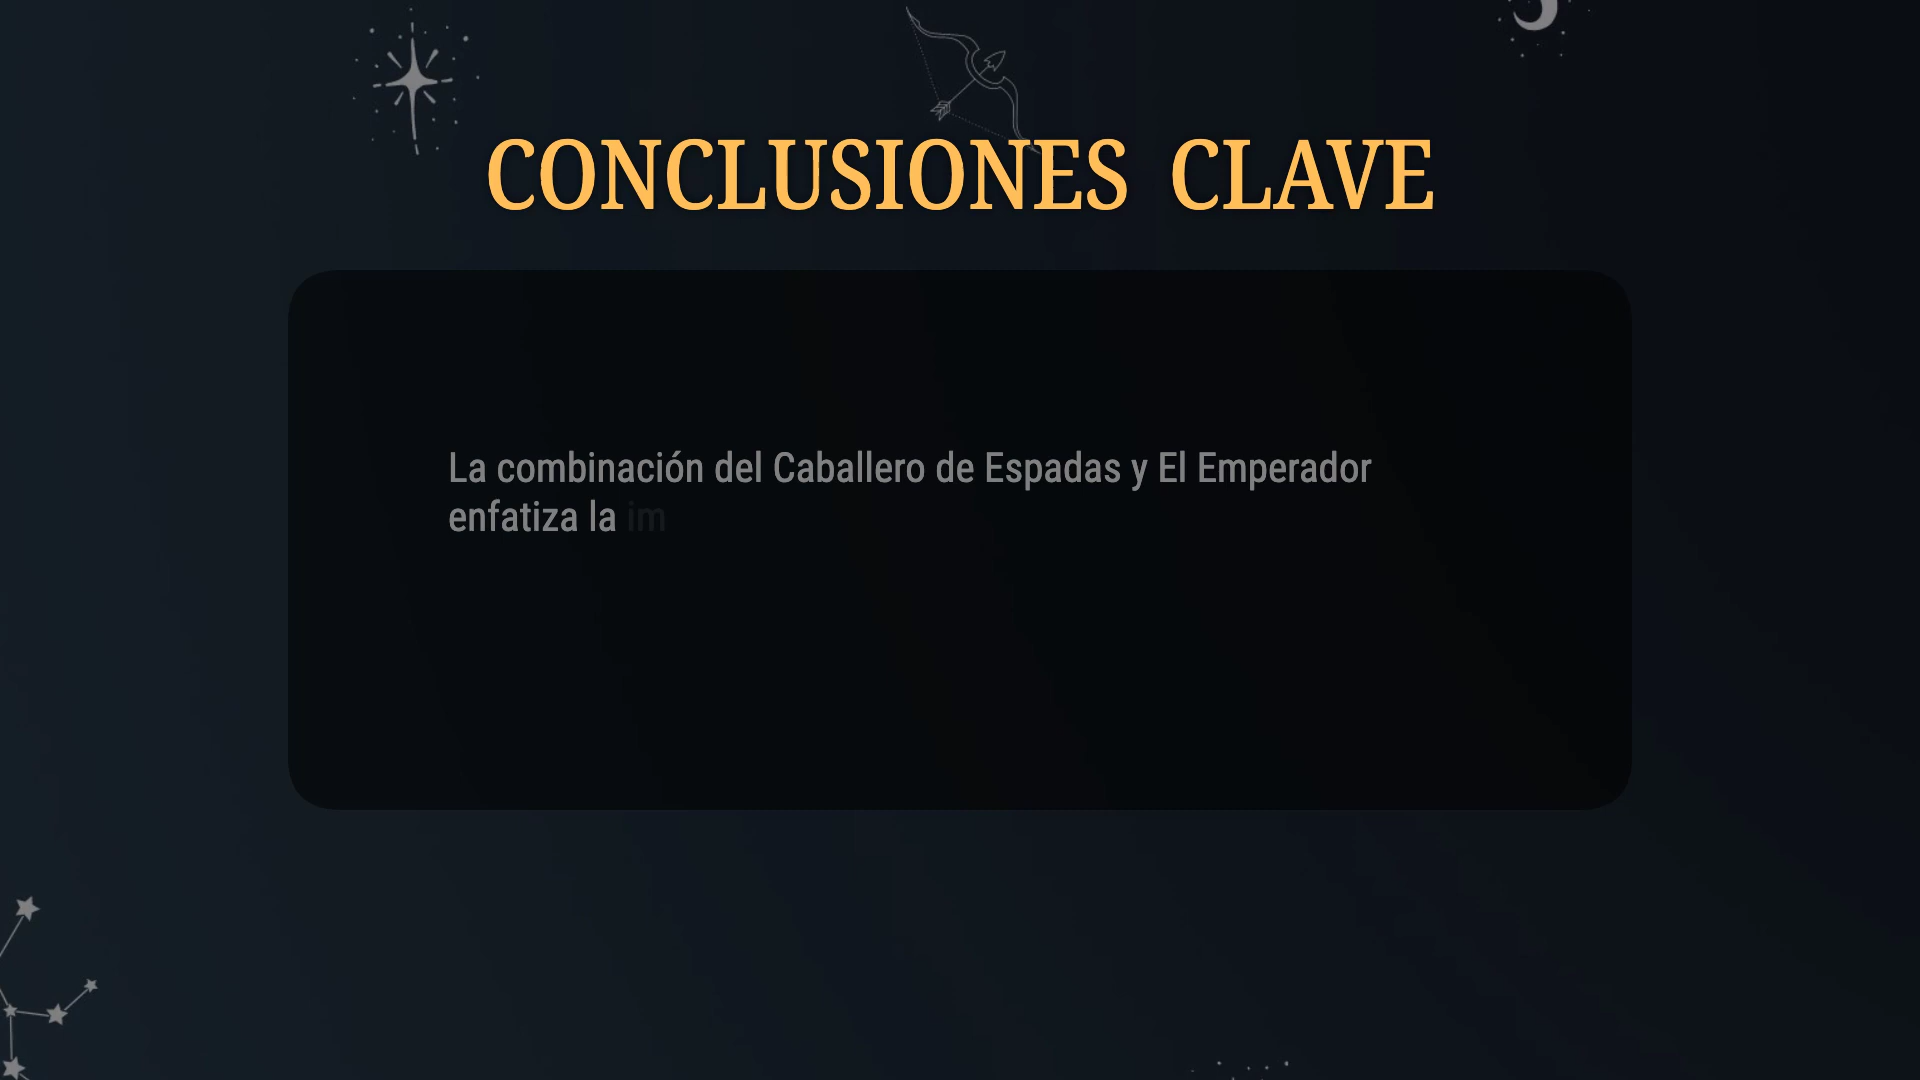 CONCLUSIONES CLAVE
La combinación del Caballero de Espadas y El Emperador
enfatiza la im